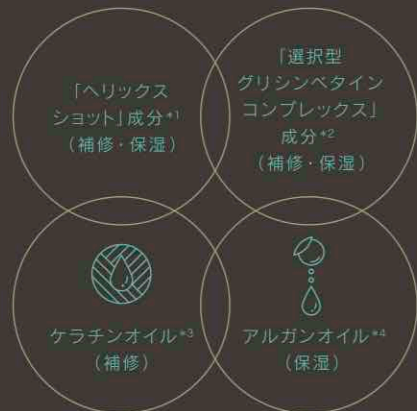 「ヘリックス
ショット」成分*1
（補修・保湿）
「選択型
グリシンベタイン
コンプレックス」
成分*2
（補修・保湿）
ケラチンオイル*3
（補修）
アルガンオイル*4
（保湿）